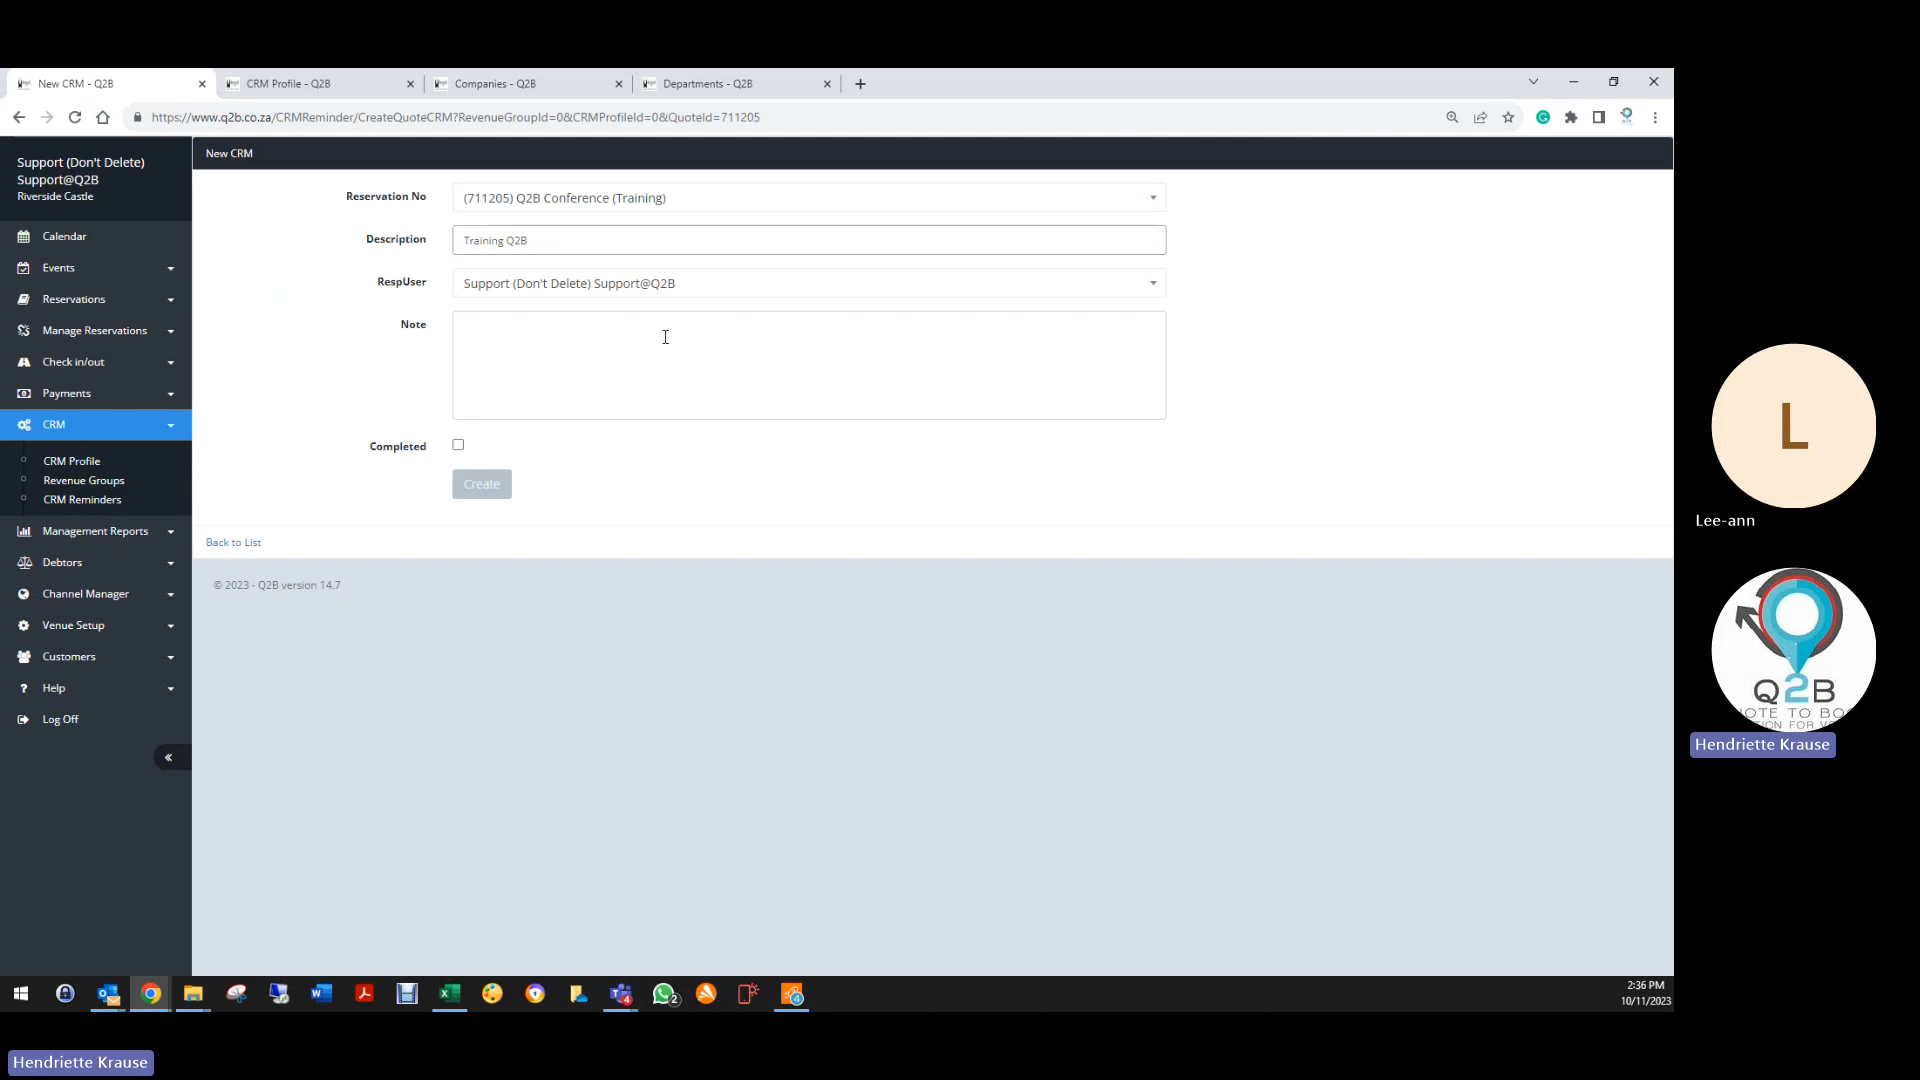 New CRM - Q2B
CRM Profile - Q2B
Companies - Q2B
Departments - Q2B
https://www.q2b.co.za/CRMReminder/CreateQuoteCRM?RevenueGroupId=0&CRMProfileId=0&QuoteId=711205
Support (Don't Delete)
Support@Q2B
Riverside Castle
New CRM
Reservation No
(711205) Q2B Conference (Training)
Description
Training Q2B
RespUser
Support (Don't Delete) Support@Q2B
Note
Completed
Create
Back to List
© 2023 - Q2B version 14.7
Calendar
Events
Reservations
Manage Reservations
Check in/out
Payments
CRM
CRM Profile
Revenue Groups
CRM Reminders
Management Reports
Debtors
Channel Manager
Venue Setup
Customers
Help
Log Off
L
Lee-ann
Q2B
OTE TO BO
TION FOR V
Hendriette Krause
2:36 PM
10/11/2023
Hendriette Krause